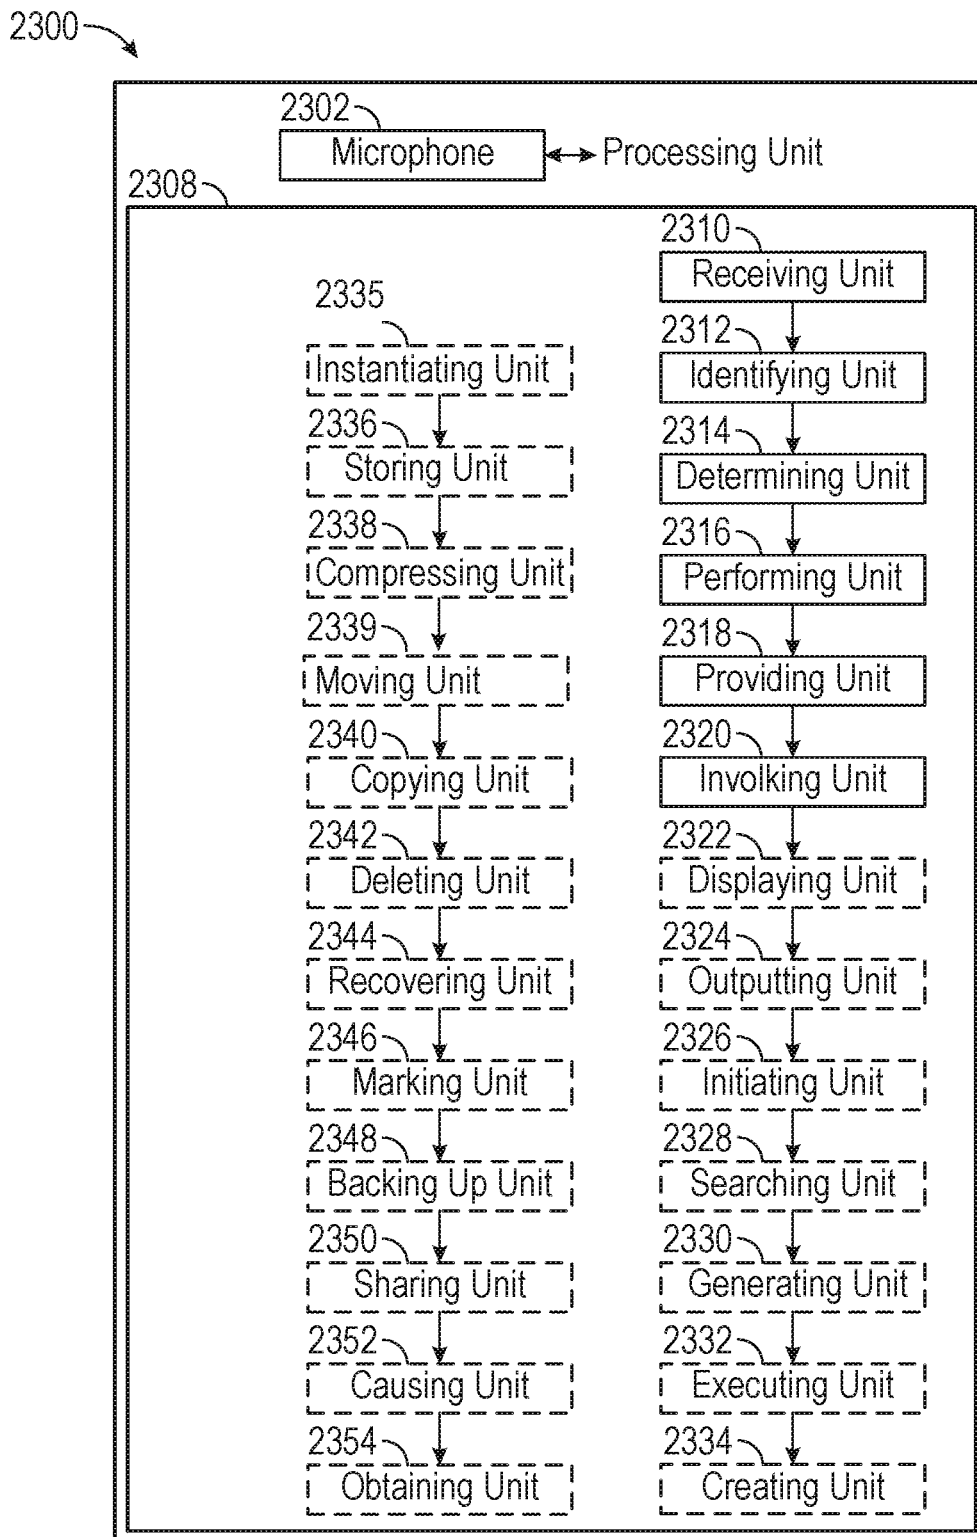 2300
2302
Microphone
Processing Unit
2308
2310
Receiving Unit
2312
Identifying Unit
2314
Determining Unit
2316
Performing Unit
2318
Providing Unit
2320
Involking Unit
2322
Displaying Unit
2324
Outputting Unit
2326
Initiating Unit
2328
Searching Unit
2330
Generating Unit
2332
Executing Unit
2334
Creating Unit
2335
Instantiating Unit
2336
Storing Unit
2338
Compressing Unit
2339
Moving Unit
2340
Copying Unit
2342
Deleting Unit
2344
Recovering Unit
2346
Marking Unit
2348
Backing Up Unit
2350
Sharing Unit
2352
Causing Unit
2354
Obtaining Unit